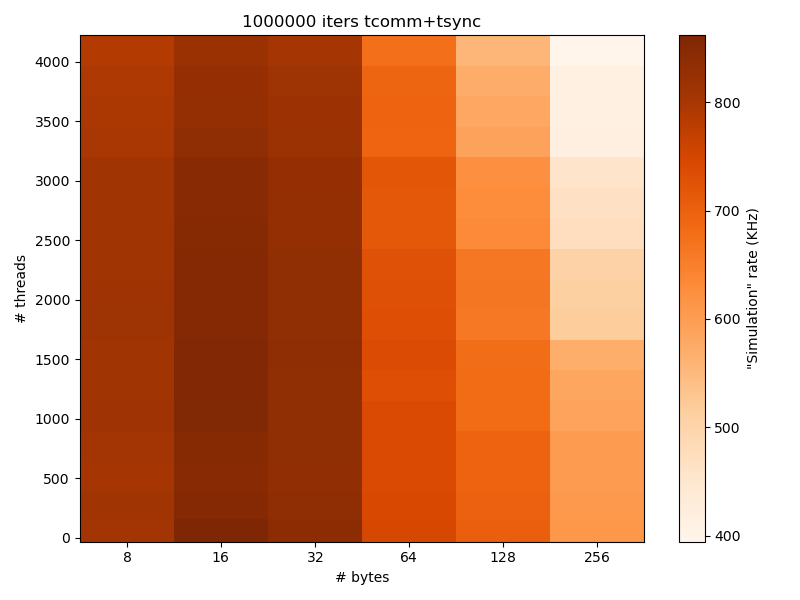 1000000 iters tcomm+tsync
4000
3500
3000
2500
2000
1500
1000
500
0
# threads
8 16 32 64 128 256
# bytes
800
700
600
500
400
"Simulation" rate (KHz)